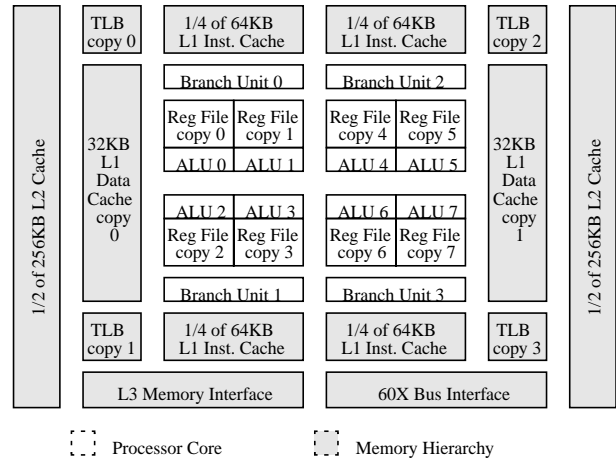 1/2 of 256KB L2 Cache
TLB
copy 0
1/4 of 64KB
L1 Inst. Cache
1/4 of 64KB
L1 Inst. Cache
TLB
copy 2
1/2 of 256KB L2 Cache
32KB
L1
Data
Cache
copy
0
Branch Unit 0
Branch Unit 2
Reg File
copy 0
Reg File
copy 1
Reg File
copy 4
Reg File
copy 5
ALU 0
ALU 1
ALU 4
ALU 5
32KB
L1
Data
Cache
copy
1
ALU 2
ALU 3
ALU 6
ALU 7
Reg File
copy 2
Reg File
copy 3
Reg File
copy 6
Reg File
copy 7
Branch Unit 1
Branch Unit 3
TLB
copy 1
1/4 of 64KB
L1 Inst. Cache
1/4 of 64KB
L1 Inst. Cache
TLB
copy 3
L3 Memory Interface
60X Bus Interface
Processor Core
Memory Hierarchy